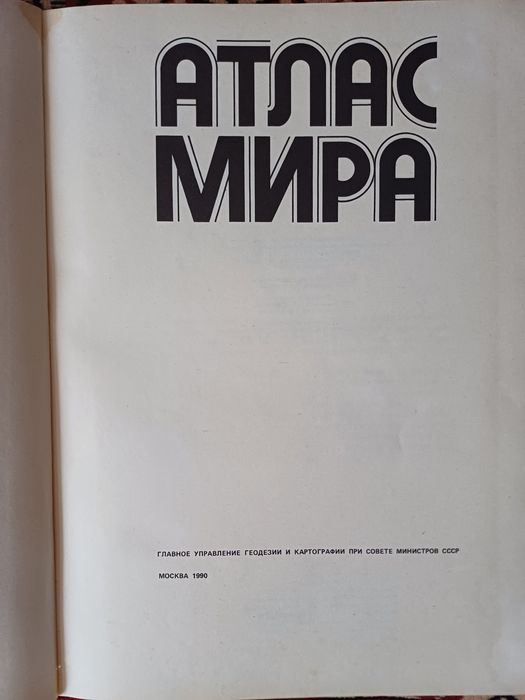 АТЛАС
МИРА
ГЛАВНОЕ УПРАВЛЕНИЕ ГЕОДЕЗИИ И КАРТОГРАФИИ ПРИ СОВЕТЕ МИНИСТРОВ СССР
МОСКВА 1990